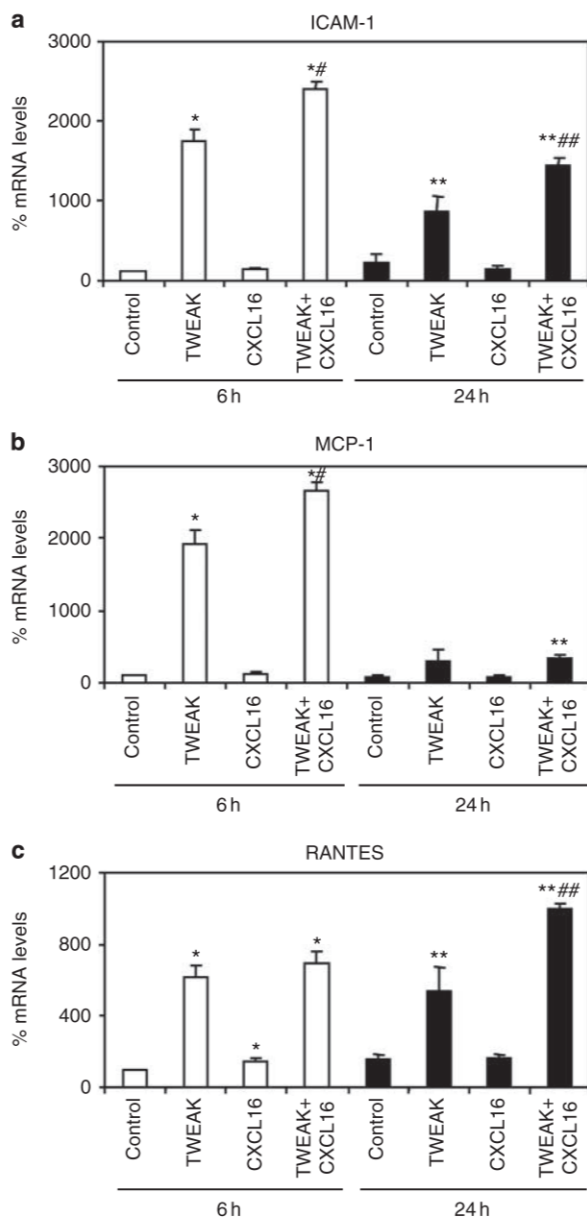 a
ICAM-1
% mRNA levels
3000
2000
1000
0
*
*#
**
**##
Control
TWEAK
CXCL16
TWEAK+
CXCL16
Control
TWEAK
CXCL16
TWEAK+
CXCL16
6 h
24 h
b
MCP-1
% mRNA levels
3000
2000
1000
0
*
*#
**
Control
TWEAK
CXCL16
TWEAK+
CXCL16
Control
TWEAK
CXCL16
TWEAK+
CXCL16
6 h
24 h
c
RANTES
% mRNA levels
1200
800
400
0
*
*
*
**
**##
Control
TWEAK
CXCL16
TWEAK+
CXCL16
Control
TWEAK
CXCL16
TWEAK+
CXCL16
6 h
24 h